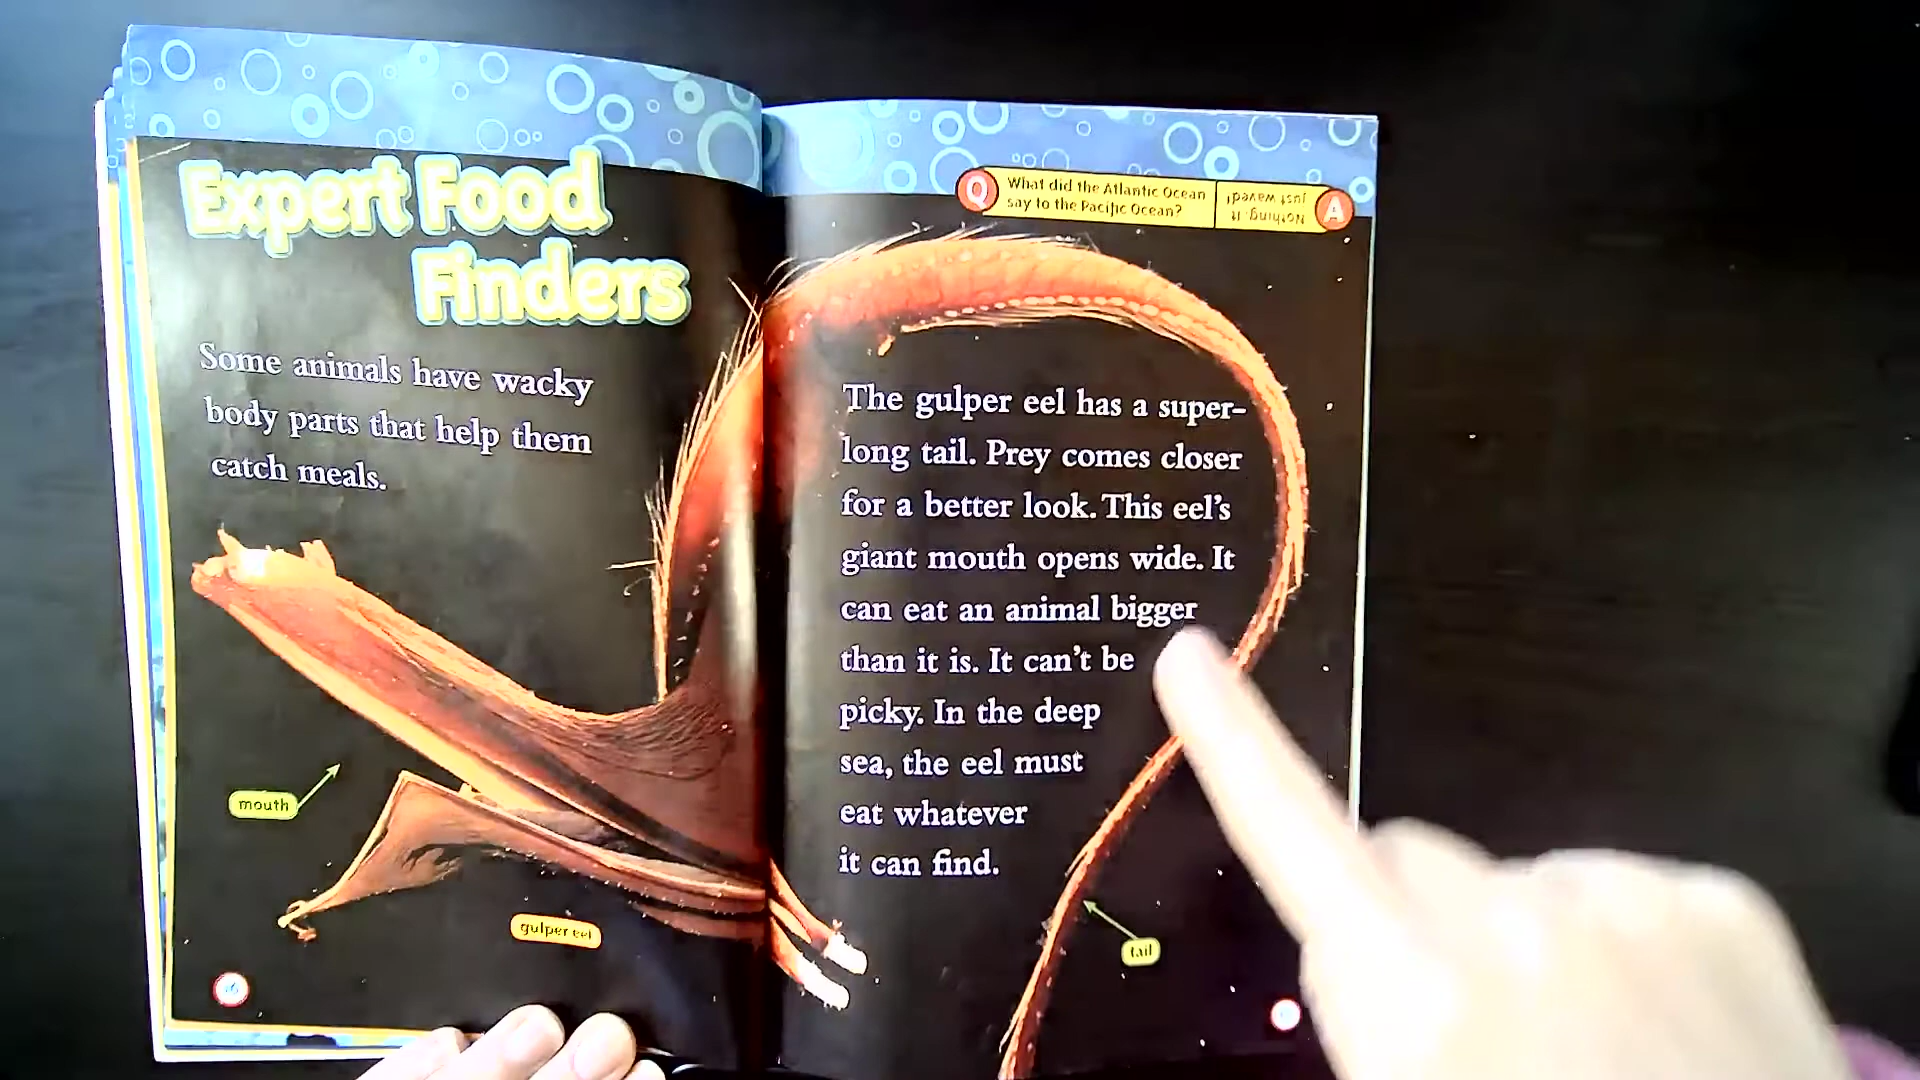 Expert Food
Finders
Some animals have wacky
body parts that help them
catch meals.
mouth
gulper eel
Q
What did the Atlantic Ocean
say to the Pacific Ocean?
Nothing. It
just waved!
A
The gulper eel has a super-
long tail. Prey comes closer
for a better look. This eel's
giant mouth opens wide. It
can eat an animal bigger
than it is. It can't be
picky. In the deep
sea, the eel must
eat whatever
it can find.
tail